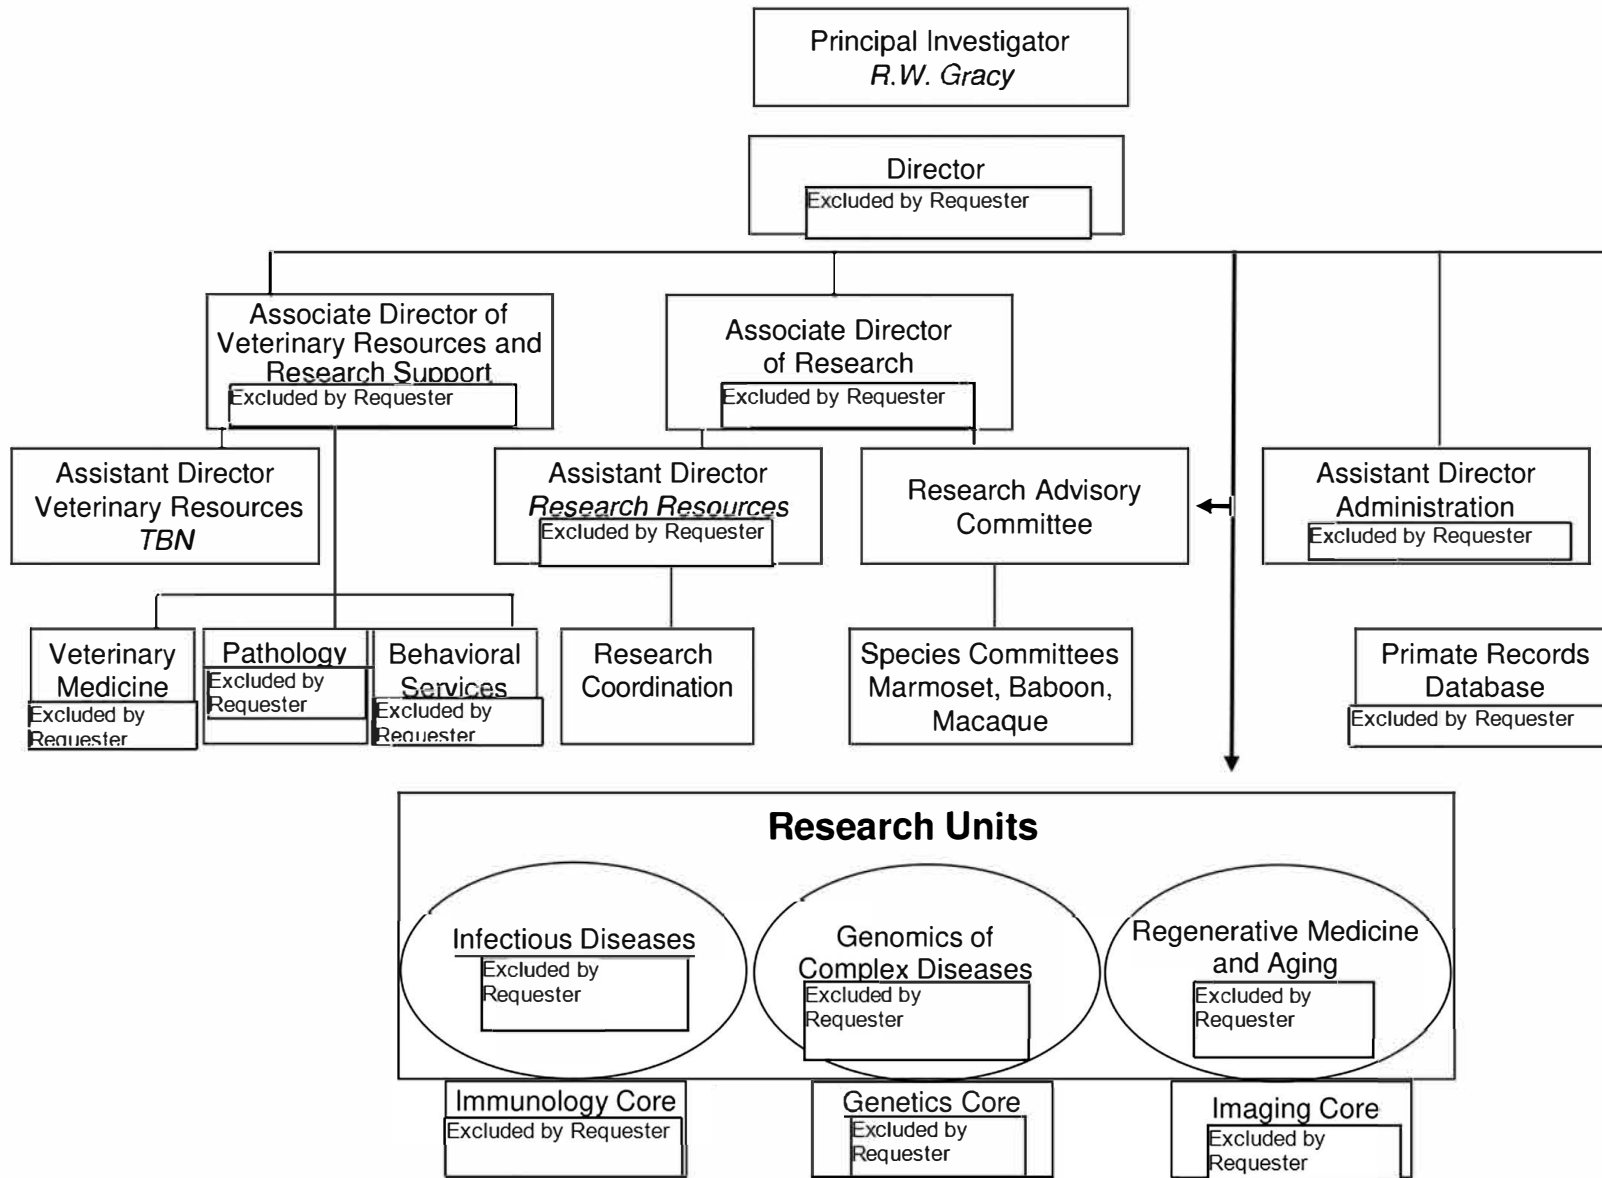 Principal Investigator
R.W. Gracy
Director
Excluded by Requester
Associate Director of
Veterinary Resources and
Research Support
Excluded by Requester
Associate Director
of Research
Excluded by Requester
Assistant Director
Veterinary Resources
TBN
Assistant Director
Research Resources
Excluded by Requester
Research Advisory
Committee
Assistant Director
Administration
Excluded by Requester
Veterinary
Medicine
Excluded by
Requester
Pathology
Excluded by
Requester
Behavioral
Services
Excluded by
Requester
Research
Coordination
Species Committees
Marmoset, Baboon,
Macaque
Primate Records
Database
Excluded by Requester
Research Units
Infectious Diseases
Excluded by
Requester
Genomics of
Complex Diseases
Excluded by
Requester
Regenerative Medicine
and Aging
Excluded by
Requester
Immunology Core
Excluded by Requester
Genetics Core
Excluded by
Requester
Imaging Core
Excluded by
Requester